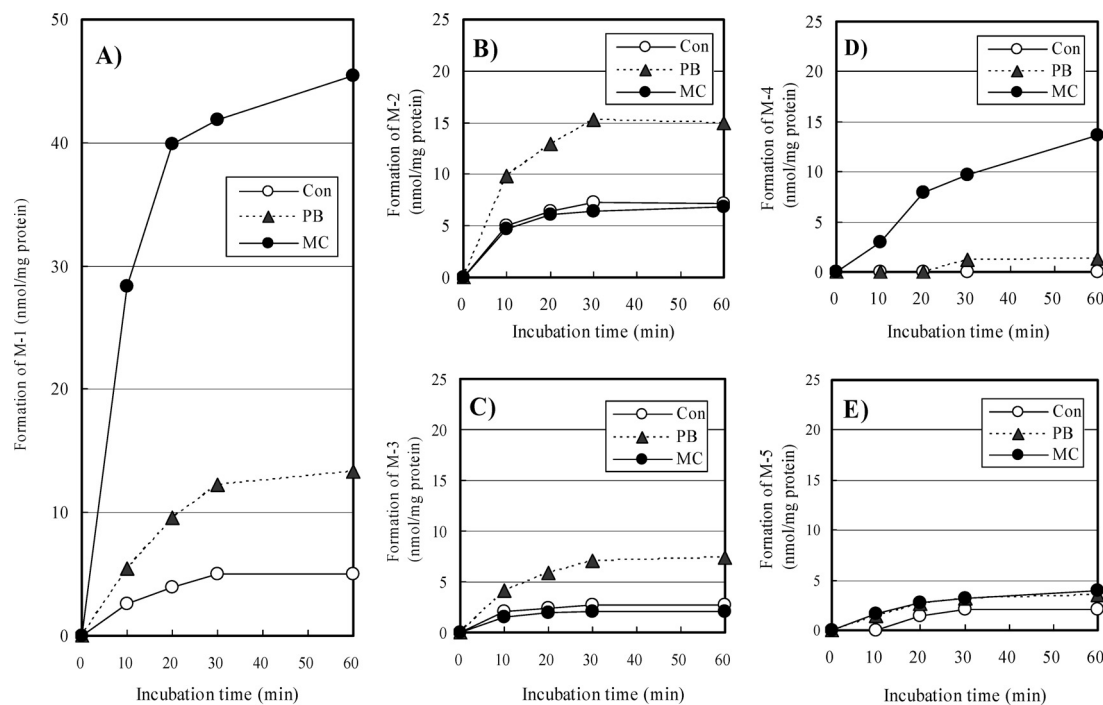 A)
50
40
30
20
10
0
Formation of M-1 (nmol/mg protein)
Con
PB
MC
0 10 20 30 40 50 60
Incubation time (min)
B)
25
20
15
10
5
0
Formation of M-2
(nmol/mg protein)
Con
PB
MC
0 10 20 30 40 50 60
Incubation time (min)
D)
25
20
15
10
5
0
Formation of M-4
(nmol/mg protein)
Con
PB
MC
0 10 20 30 40 50 60
Incubation time (min)
C)
25
20
15
10
5
0
Formation of M-3
(nmol/mg protein)
Con
PB
MC
0 10 20 30 40 50 60
Incubation time (min)
E)
25
20
15
10
5
0
Formation of M-5
(nmol/mg protein)
Con
PB
MC
0 10 20 30 40 50 60
Incubation time (min)